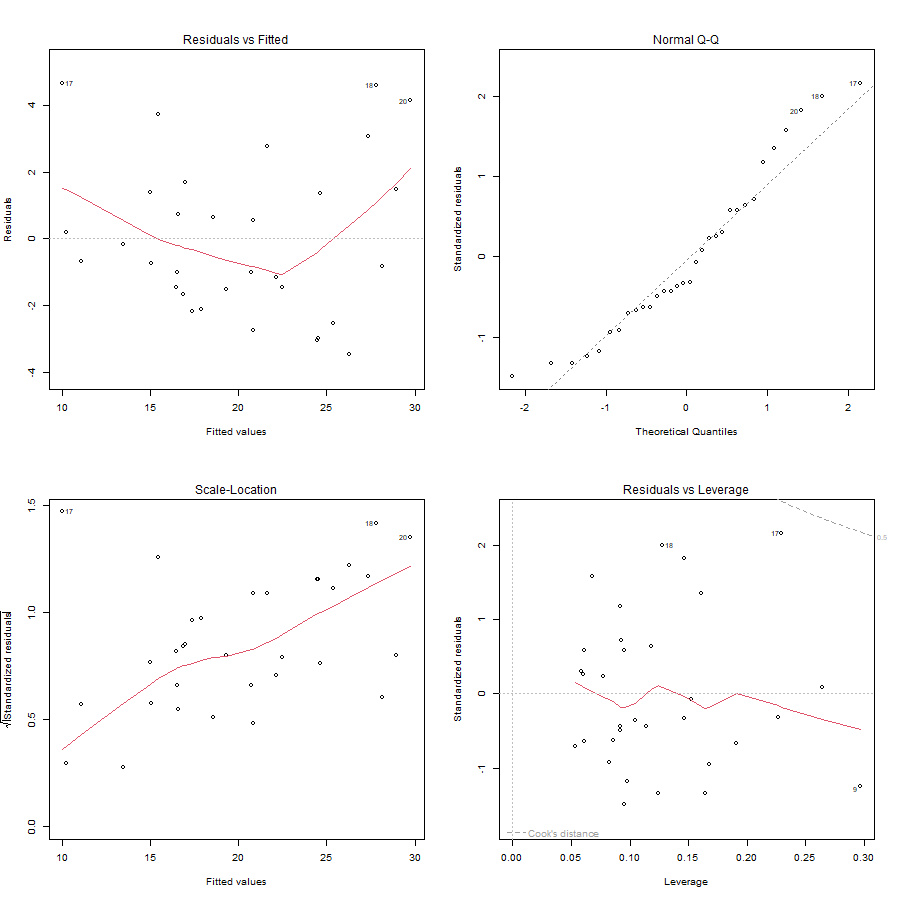 Residuals vs Fitted
4
2
0
-2
-4
Residuals
17
18
20
10 15 20 25 30
Fitted values
Normal Q-Q
2
1
0
-1
Standardized residuals
17
18
20
-2 -1 0 1 2
Theoretical Quantiles
Scale-Location
1.5
1.0
0.5
0.0
√|Standardized residuals|
17
18
20
10 15 20 25 30
Fitted values
Residuals vs Leverage
2
1
0
-1
Standardized residuals
17
18
0.5
9
Cook's distance
0.00 0.05 0.10 0.15 0.20 0.25 0.30
Leverage